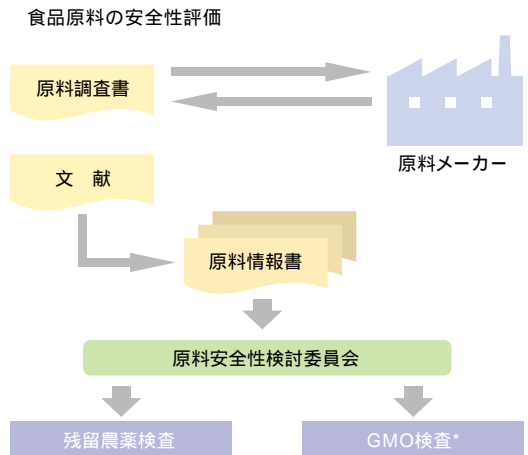 食品原料の安全性評価
原料調査書
原料メーカー
文 献
原料情報書
原料安全性検討委員会
残留農薬検査
GMO検査*